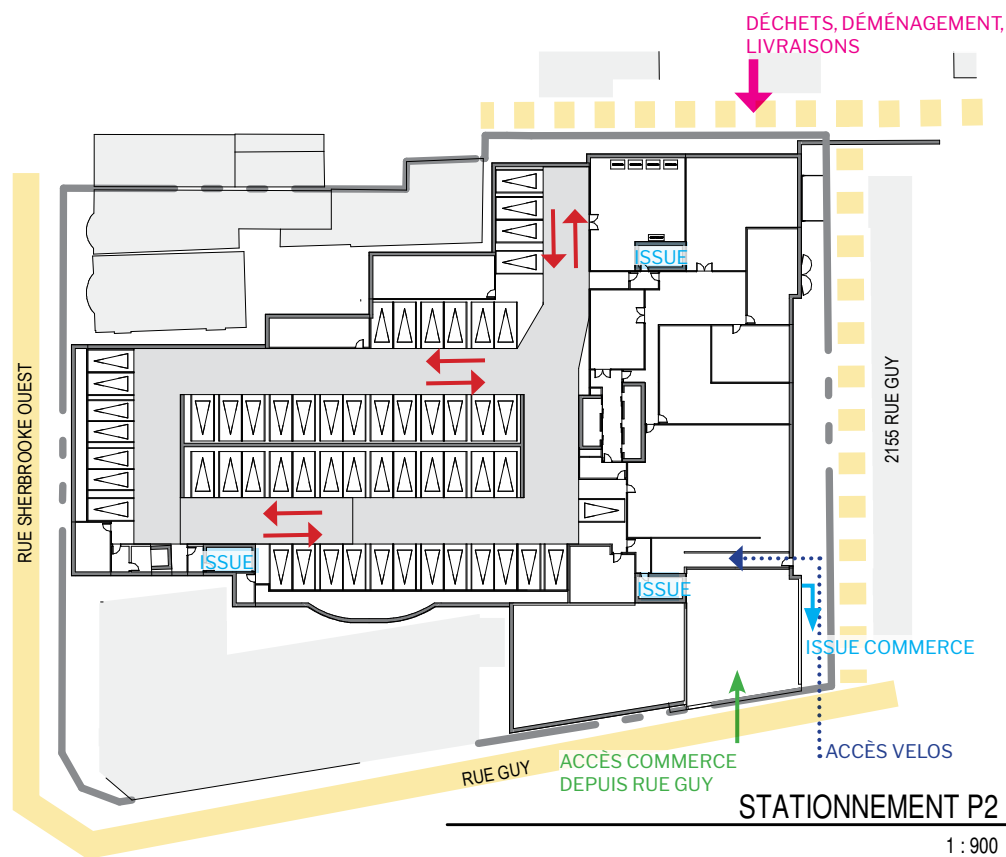 DÉCHETS, DÉMÉNAGEMENT,
LIVRAISONS
ISSUE
RUE SHERBROOKE OUEST
2155 RUE GUY
ISSUE
ISSUE
ISSUE COMMERCE
ACCÈS VELOS
ACCÈS COMMERCE
DEPUIS RUE GUY
RUE GUY
STATIONNEMENT P2
1 : 900